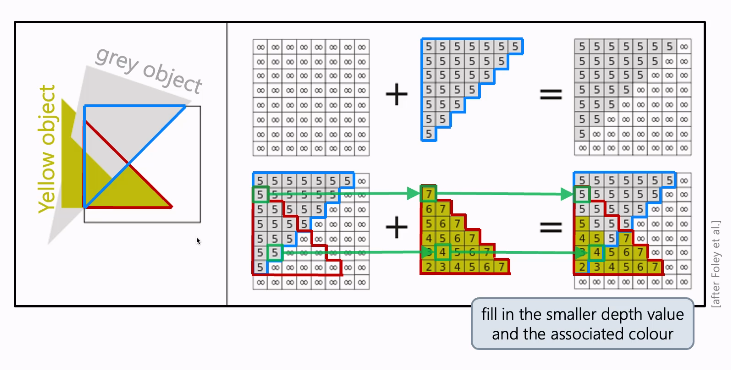 grey object
Yellow object
∞ ∞ ∞ ∞ ∞ ∞ ∞ ∞
∞ ∞ ∞ ∞ ∞ ∞ ∞ ∞
∞ ∞ ∞ ∞ ∞ ∞ ∞ ∞
∞ ∞ ∞ ∞ ∞ ∞ ∞ ∞
∞ ∞ ∞ ∞ ∞ ∞ ∞ ∞
∞ ∞ ∞ ∞ ∞ ∞ ∞ ∞
∞ ∞ ∞ ∞ ∞ ∞ ∞ ∞
∞ ∞ ∞ ∞ ∞ ∞ ∞ ∞
+
5 5 5 5 5 5 5
5 5 5 5 5 5
5 5 5 5 5
5 5 5 5
5 5 5
5 5
5
=
5 5 5 5 5 5 5 ∞
5 5 5 5 5 5 ∞ ∞
5 5 5 5 5 ∞ ∞ ∞
5 5 5 5 ∞ ∞ ∞ ∞
5 5 5 ∞ ∞ ∞ ∞ ∞
5 5 ∞ ∞ ∞ ∞ ∞ ∞
5 ∞ ∞ ∞ ∞ ∞ ∞ ∞
∞ ∞ ∞ ∞ ∞ ∞ ∞ ∞
5 5 5 5 5 5 5 ∞
5 5 5 5 5 5 ∞ ∞
5 5 5 5 5 ∞ ∞ ∞
5 5 5 5 ∞ ∞ ∞ ∞
5 5 5 ∞ ∞ ∞ ∞ ∞
5 5 ∞ ∞ ∞ ∞ ∞ ∞
5 ∞ ∞ ∞ ∞ ∞ ∞ ∞
∞ ∞ ∞ ∞ ∞ ∞ ∞ ∞
+
7
6 7
5 6 7
4 5 6 7
3 4 5 6 7
2 3 4 5 6 7
=
5 5 5 5 5 5 5 ∞
5 5 5 5 5 5 ∞ ∞
5 5 5 5 5 ∞ ∞ ∞
5 5 5 5 ∞ ∞ ∞ ∞
4 5 5 7 ∞ ∞ ∞ ∞
3 4 5 6 7 ∞ ∞ ∞
2 3 4 5 6 7 ∞ ∞
∞ ∞ ∞ ∞ ∞ ∞ ∞ ∞
[after Foley et al.]
fill in the smaller depth value
and the associated colour